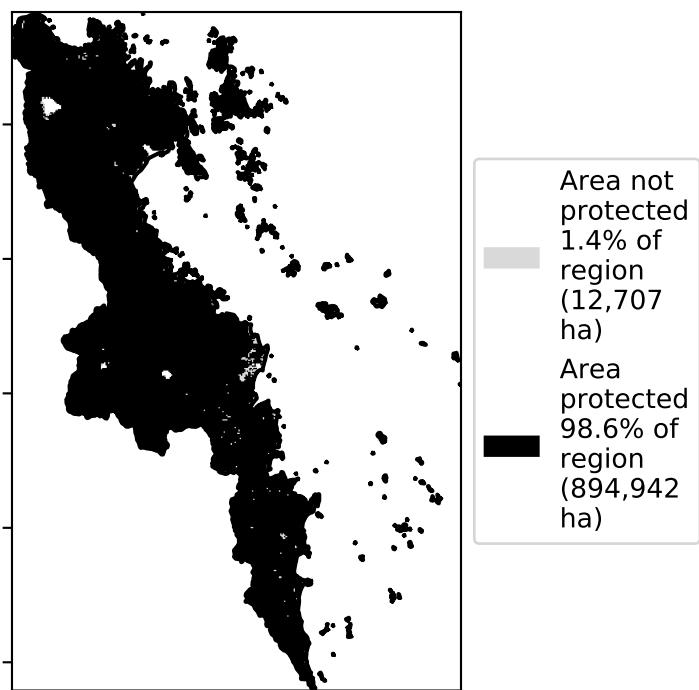 Area not
protected
1.4% of
region
(12,707
ha)
Area
protected
98.6% of
region
(894,942
ha)